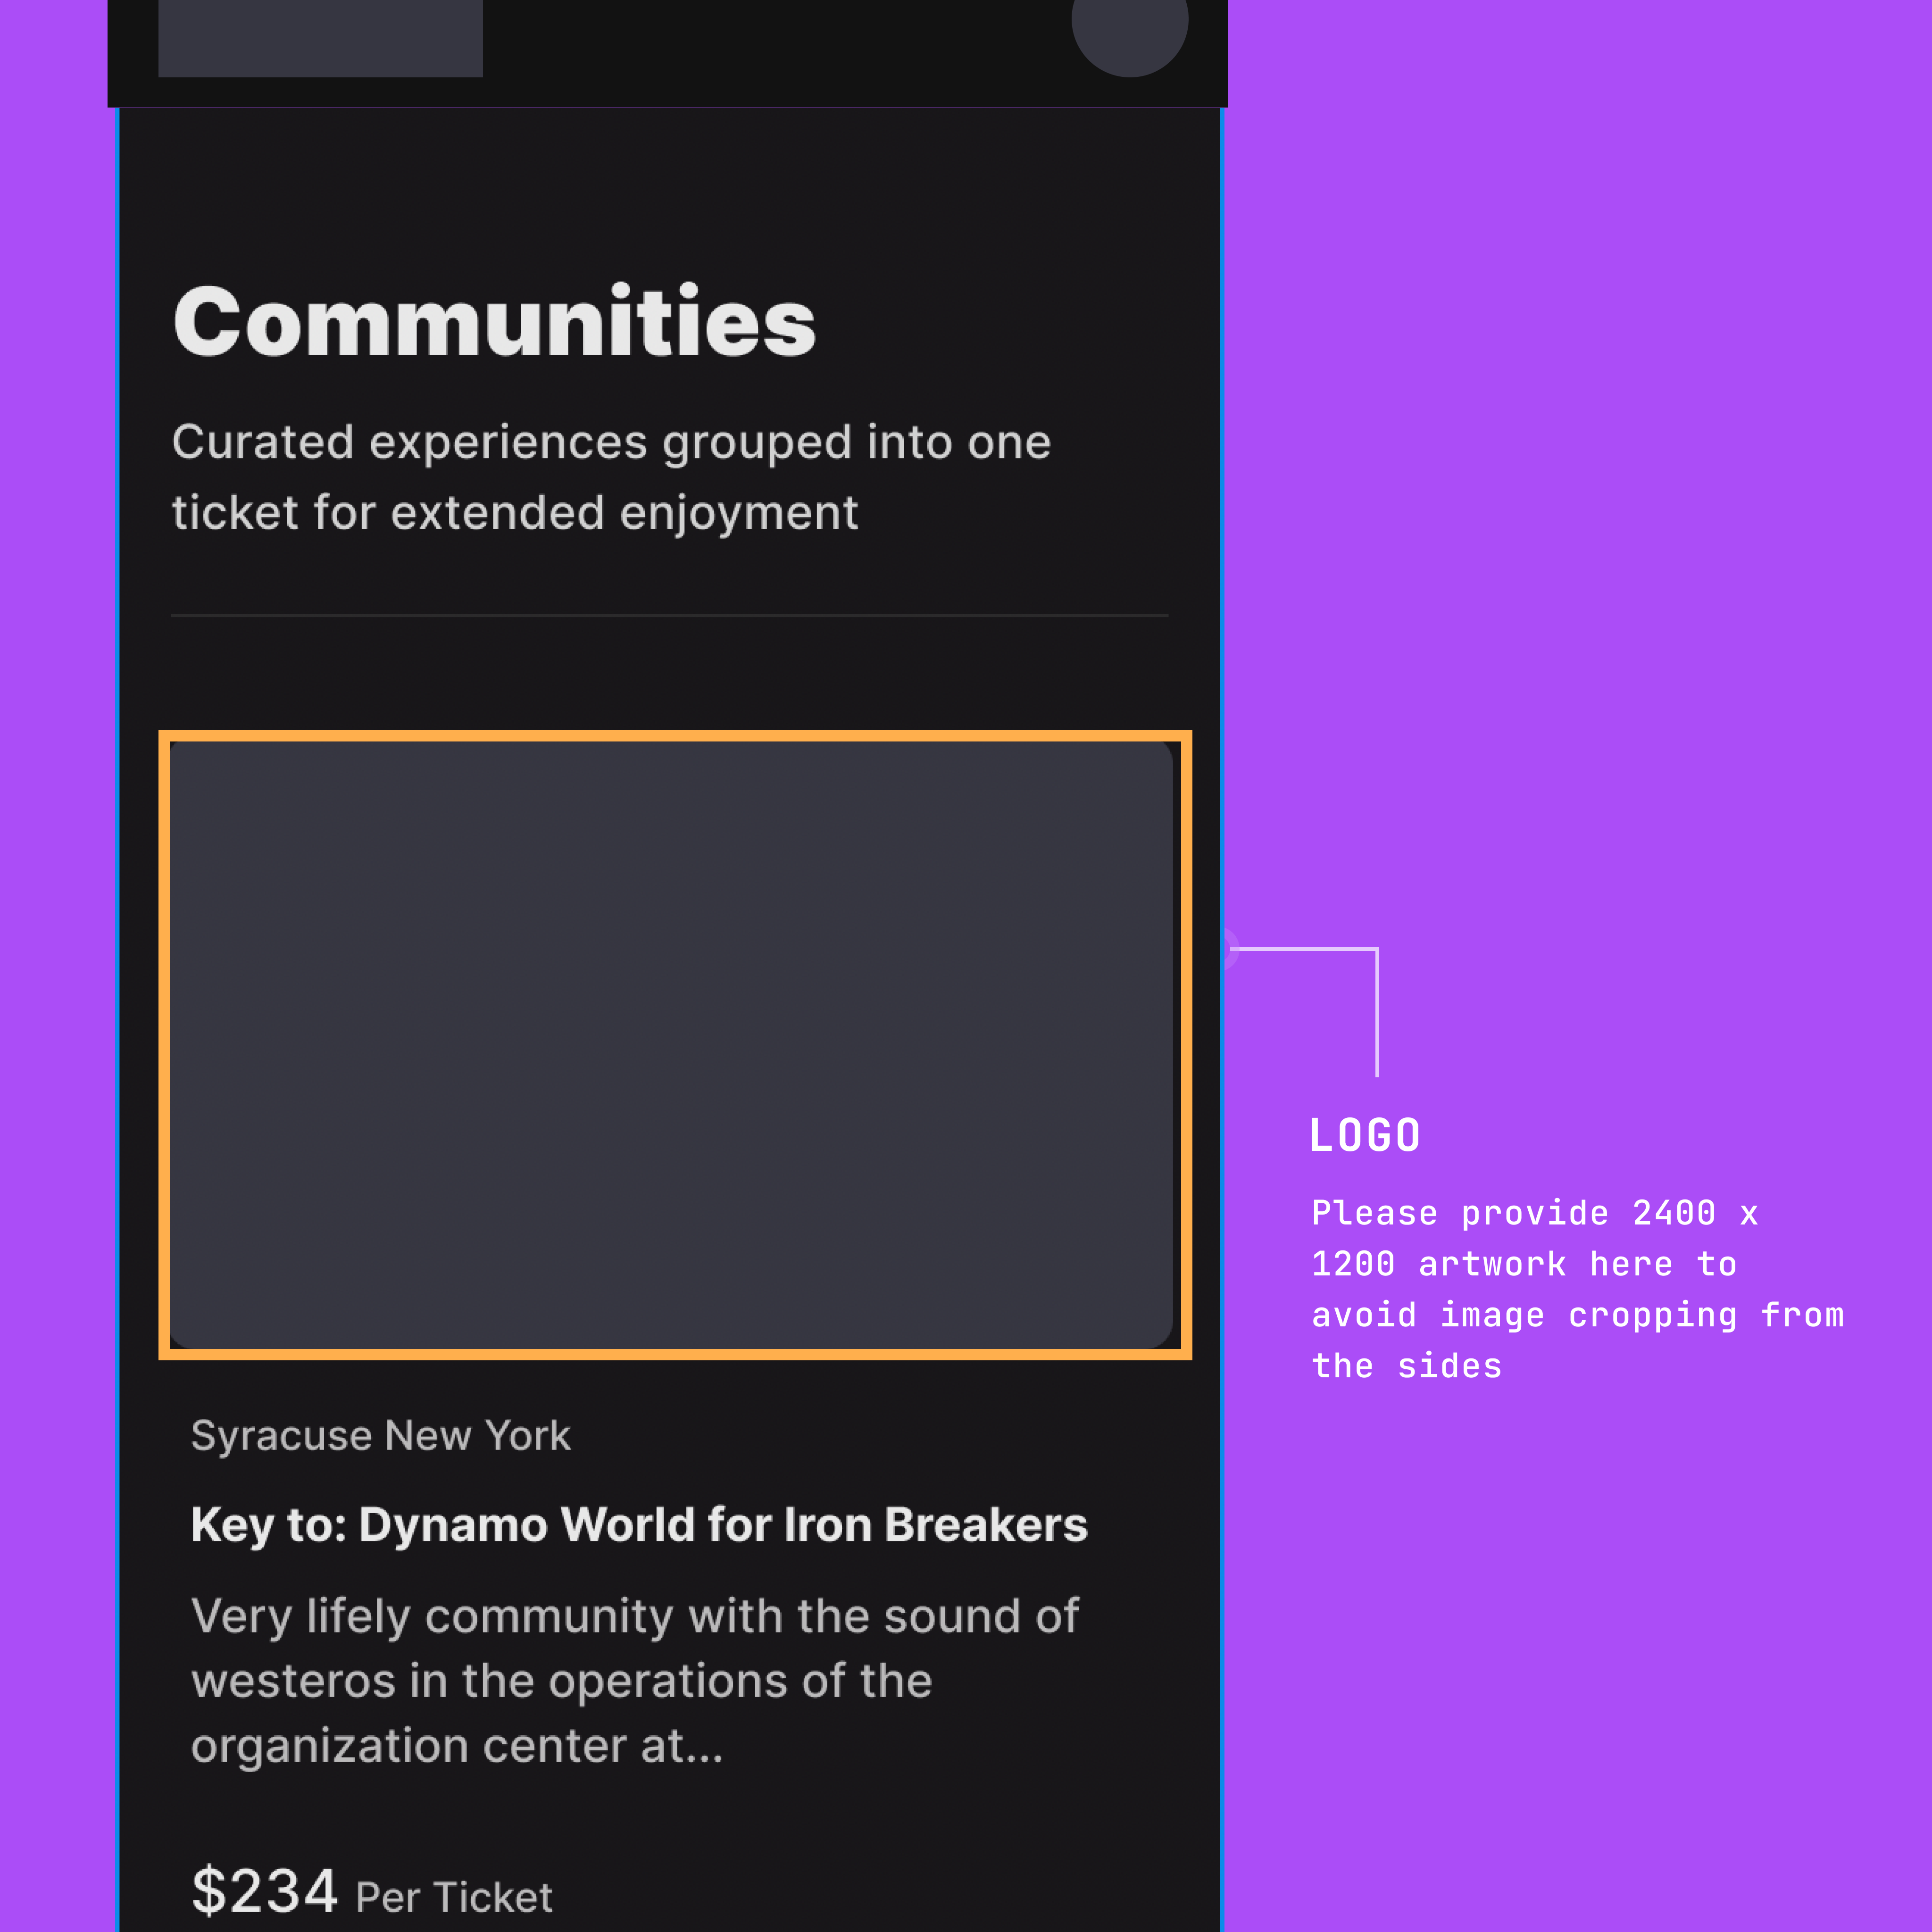 Communities
Curated experiences grouped into one
ticket for extended enjoyment
LOGO
Please provide 2400 x
1200 artwork here to
avoid image cropping from
the sides
Syracuse New York
Key to: Dynamo World for Iron Breakers
Very lifely community with the sound of
westeros in the operations of the
organization center at...
$234 Per Ticket